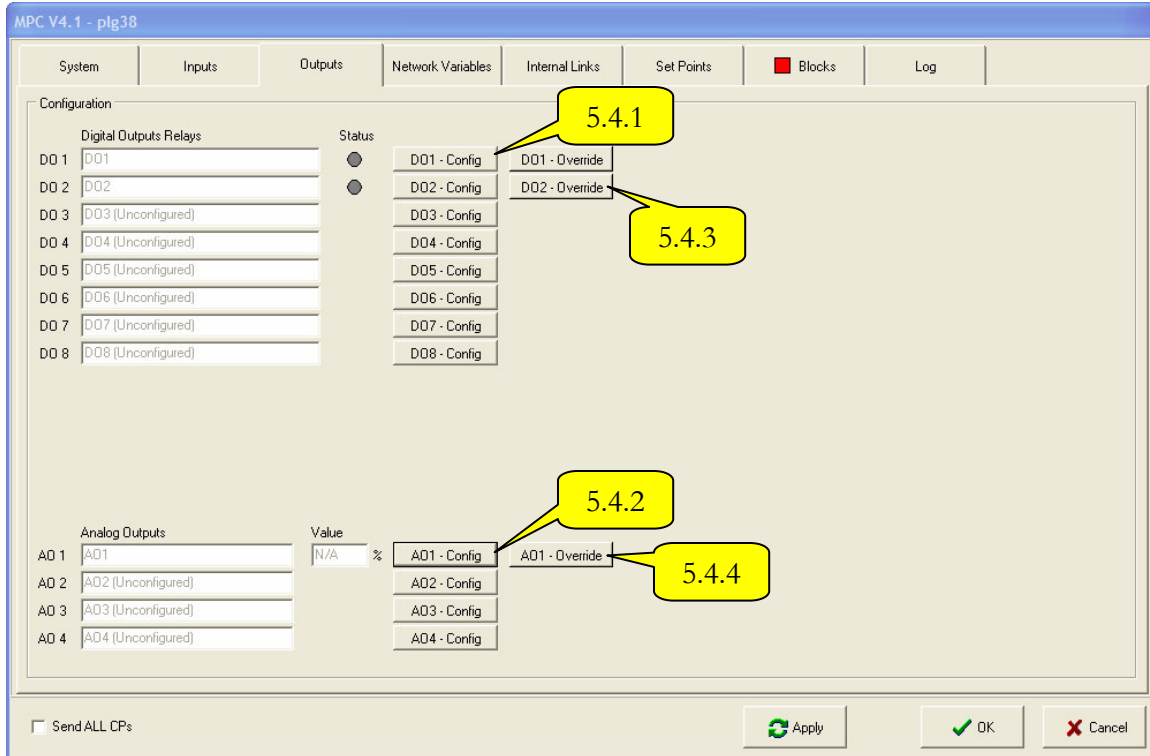 MPC V4.1 - plg38
System Inputs Outputs Network Variables Internal Links Set Points Blocks Log
Configuration
5.4.1
Digital Outputs Relays Status
DO 1 DO1 DO1 - Config DO1 - Override
DO 2 DO2 DO2 - Config DO2 - Override
DO 3 DO3 (Unconfigured) DO3 - Config
5.4.3
DO 4 DO4 (Unconfigured) DO4 - Config
DO 5 DO5 (Unconfigured) DO5 - Config
DO 6 DO6 (Unconfigured) DO6 - Config
DO 7 DO7 (Unconfigured) DO7 - Config
DO 8 DO8 (Unconfigured) DO8 - Config
5.4.2
Analog Outputs Value
AO 1 AO1 N/A % AO1 - Config AO1 - Override
5.4.4
AO 2 AO2 (Unconfigured) AO2 - Config
AO 3 AO3 (Unconfigured) AO3 - Config
AO 4 AO4 (Unconfigured) AO4 - Config
Send ALL CPs Apply OK Cancel